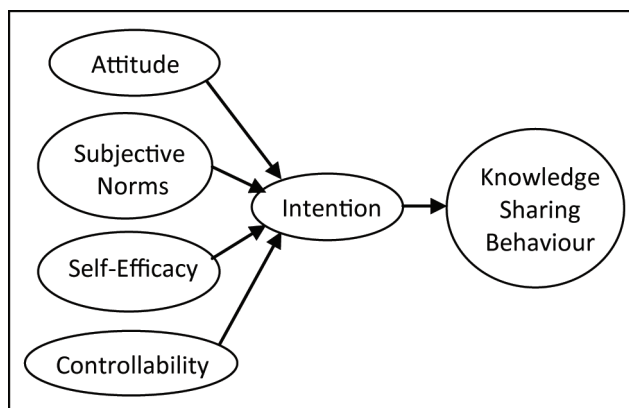 Attitude
Subjective
Norms
Self-Efficacy
Controllability
Intention
Knowledge
Sharing
Behaviour